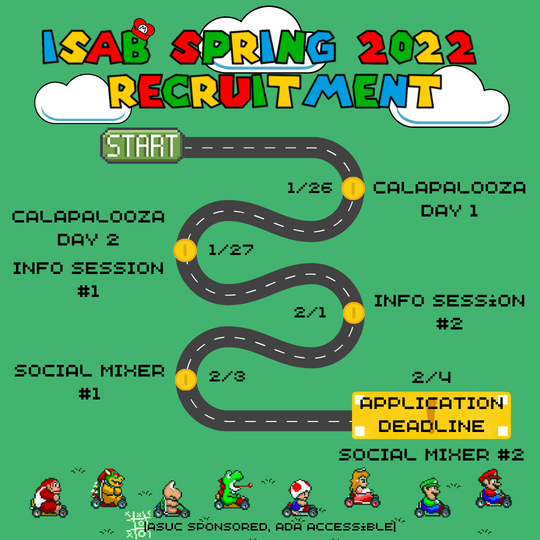 ISAB SPRING 2022
RECRUITMENT
START
1/26
CALAPALOOZA
DAY 1
CALAPALOOZA
DAY 2
1/27
INFO SESSION
#1
2/1
INFO SESSiON
#2
SOCIAL MIXER
#1
2/3
2/4
APPLICATION
DEADLINE
SOCIAL MIXER #2
ASUC SPONSORED, ADA ACCESSiBLE